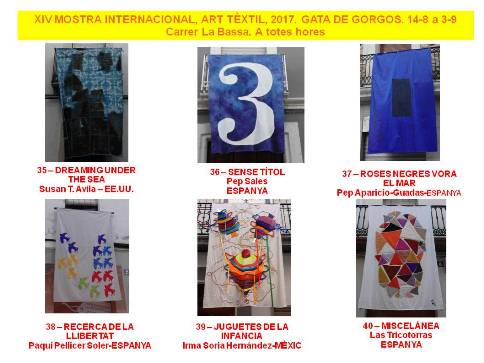 XIV MOSTRA INTERNACIONAL, ART TÈXTIL, 2017. GATA DE GORGOS. 14-8 a 3-9
Carrer La Bassa. A totes hores
3
35 – DREAMING UNDER
THE SEA
Susan T. Avila – EE.UU.
36 – SENSE TÍTOL
Pep Sales
ESPANYA
37 – ROSES NEGRES VORA
EL MAR
Pep Aparicio-Guadas-ESPANYA
38 – RECERCA DE LA
LLIBERTAT
Paqui Pellicer Soler-ESPANYA
39 – JUGUETES DE LA
INFANCIA
Irma Soria Hernández-MÈXIC
40 – MISCELÁNEA
Las Tricotorras
ESPANYA